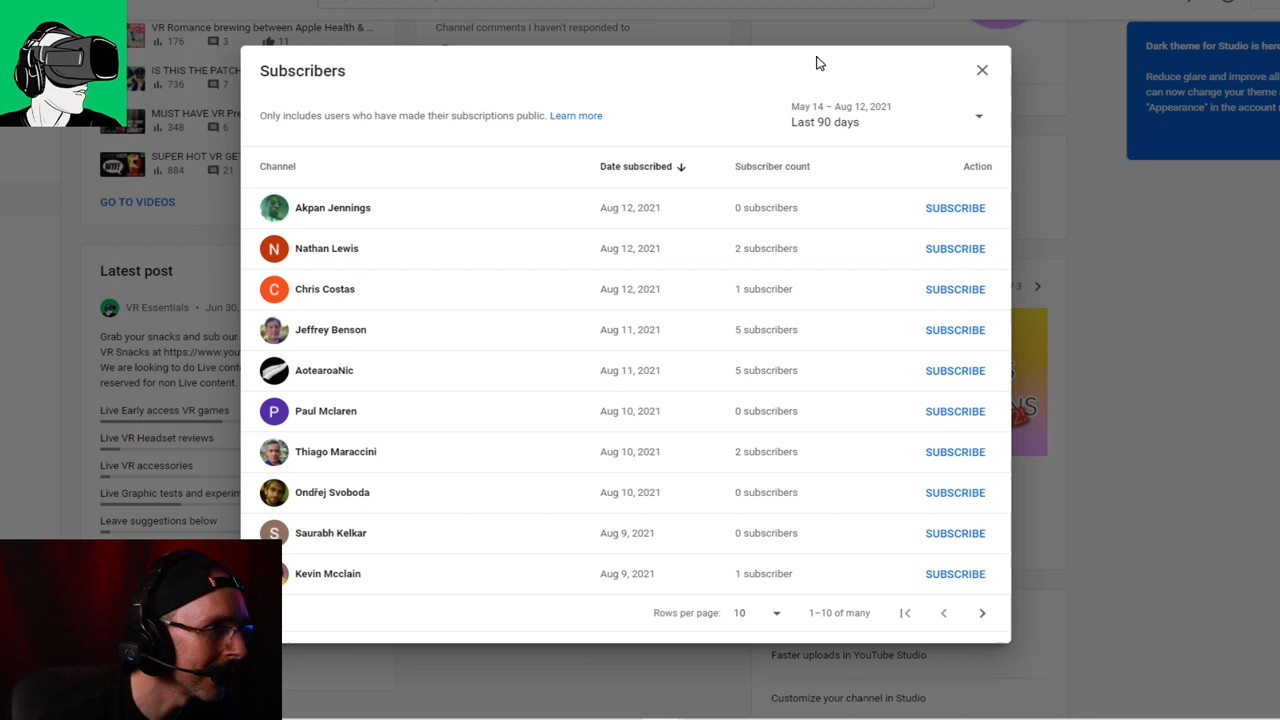 VR Romance brewing between Apple Health & ...
176 3 11
IS THIS THE PATCH
736 7
MUST HAVE VR Pre
348 6
SUPER HOT VR GET
884 21
GO TO VIDEOS
Channel comments I haven't responded to
Dark theme for Studio is here
Reduce glare and improve all
can now change your theme
"Appearance" in the account
Latest post
VR Essentials • Jun 30,
Grab your snacks and sub our
VR Snacks at https://www.you
We are looking to do Live conte
reserved for non Live content.
Live Early access VR games
Live VR Headset reviews
Live VR accessories
Live Graphic tests and experim
Leave suggestions below
Subscribers
Only includes users who have made their subscriptions public. Learn more
May 14 – Aug 12, 2021
Last 90 days
Channel Date subscribed Subscriber count Action
Akpan Jennings Aug 12, 2021 0 subscribers SUBSCRIBE
N Nathan Lewis Aug 12, 2021 2 subscribers SUBSCRIBE
C Chris Costas Aug 12, 2021 1 subscriber SUBSCRIBE
Jeffrey Benson Aug 11, 2021 5 subscribers SUBSCRIBE
AotearoaNic Aug 11, 2021 5 subscribers SUBSCRIBE
P Paul Mclaren Aug 10, 2021 0 subscribers SUBSCRIBE
Thiago Maraccini Aug 10, 2021 2 subscribers SUBSCRIBE
Ondřej Svoboda Aug 10, 2021 0 subscribers SUBSCRIBE
S Saurabh Kelkar Aug 9, 2021 0 subscribers SUBSCRIBE
Kevin Mcclain Aug 9, 2021 1 subscriber SUBSCRIBE
Rows per page: 10 1–10 of many
/ 3
Faster uploads in YouTube Studio
Customize your channel in Studio